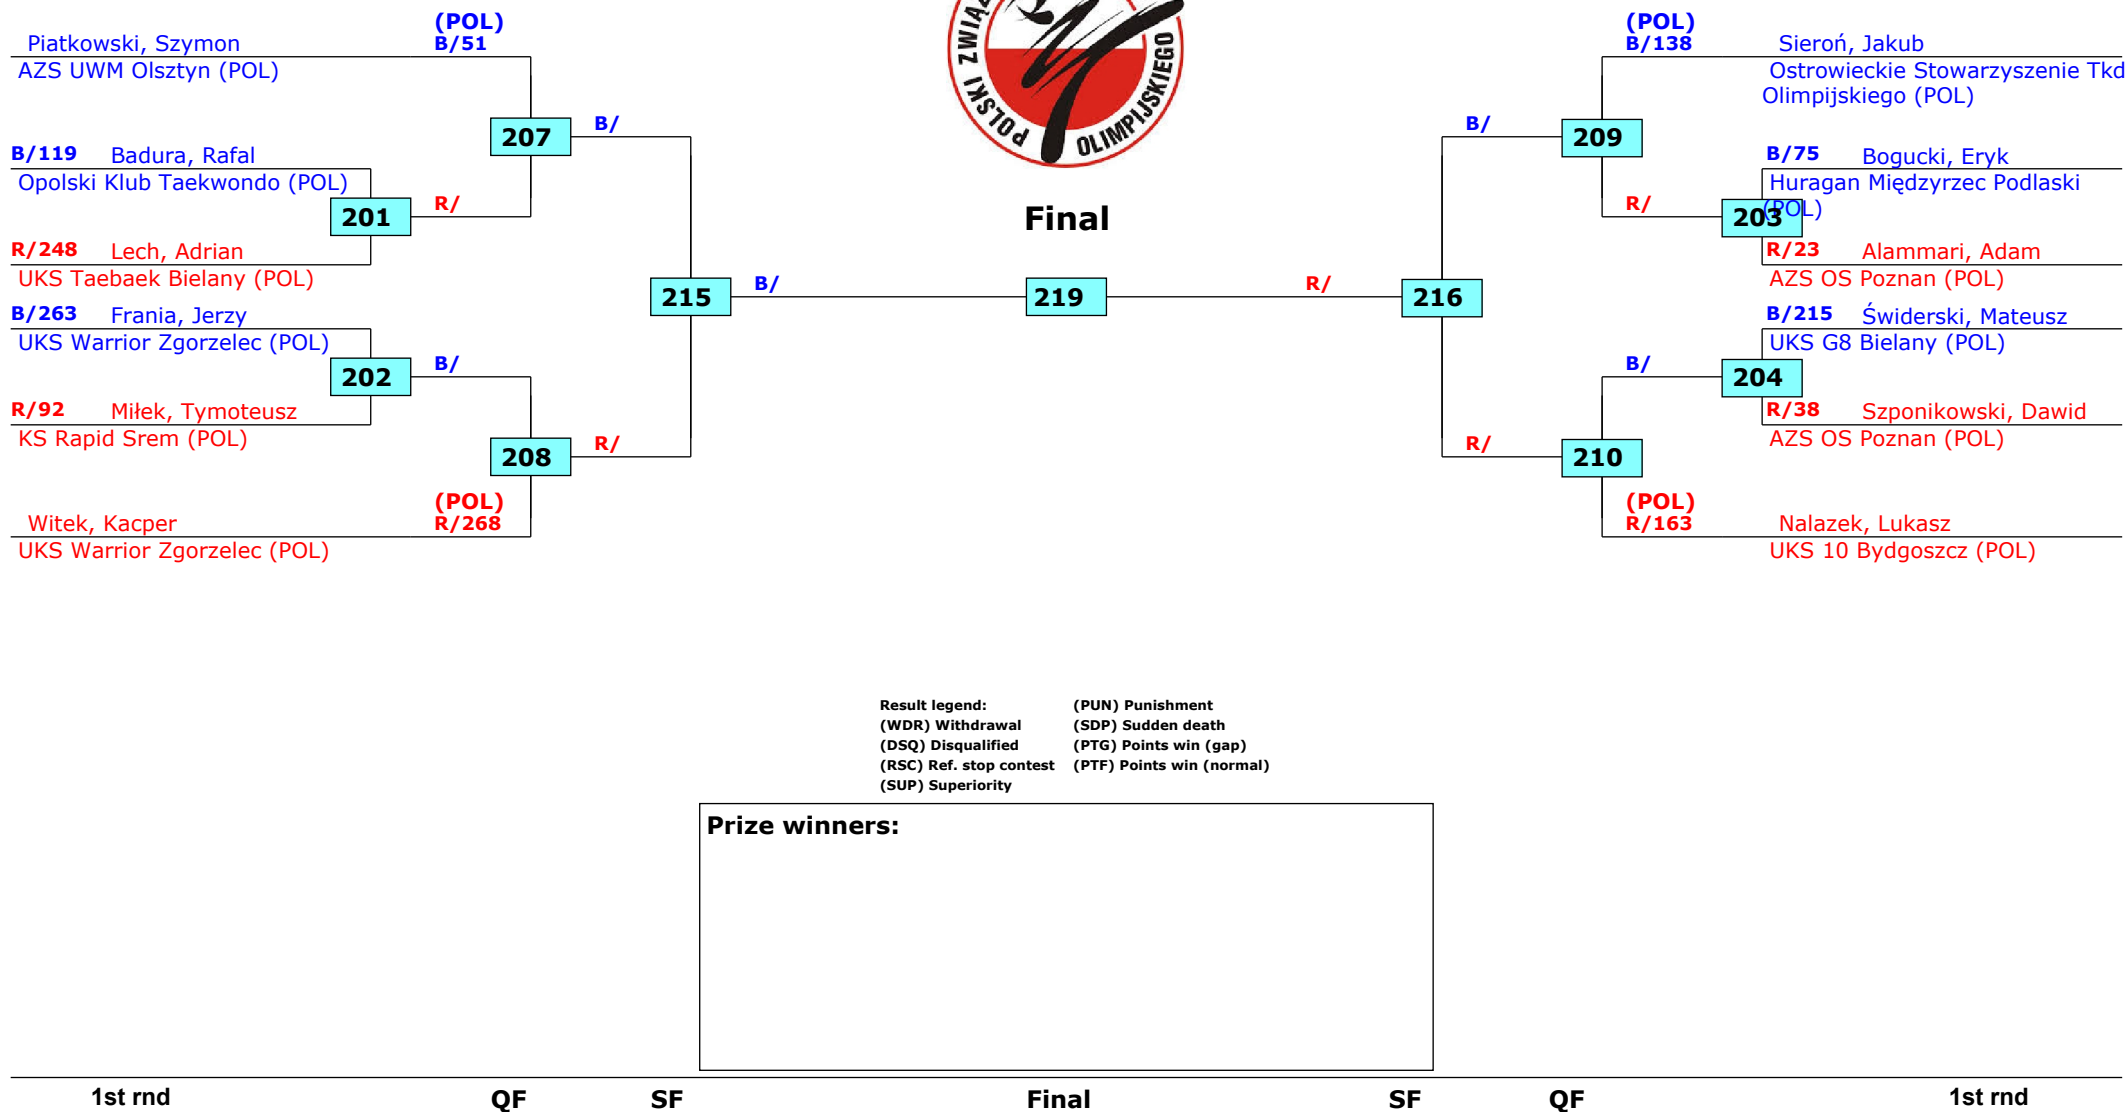 POLSKI ZWIĄZ
OLIMPIJSKIEGO
(POL)
Piatkowski, Szymon B/51
AZS UWM Olsztyn (POL)
207
B/
B/119 Badura, Rafal
Opolski Klub Taekwondo (POL)
201
R/
R/248 Lech, Adrian
UKS Taebaek Bielany (POL)
215
B/
B/263 Frania, Jerzy
UKS Warrior Zgorzelec (POL)
202
B/
R/92 Miłek, Tymoteusz
KS Rapid Srem (POL)
208
R/
(POL)
Witek, Kacper R/268
UKS Warrior Zgorzelec (POL)
Final
219
(POL)
B/138 Sieroń, Jakub
Ostrowieckie Stowarzyszenie Tkd
Olimpijskiego (POL)
B/
209
B/75 Bogucki, Eryk
Huragan Międzyrzec Podlaski
(POL)
R/
203
R/23 Alammari, Adam
AZS OS Poznan (POL)
R/
216
B/215 Świderski, Mateusz
UKS G8 Bielany (POL)
B/
204
R/38 Szponikowski, Dawid
AZS OS Poznan (POL)
R/
210
(POL)
R/163 Nalazek, Lukasz
UKS 10 Bydgoszcz (POL)
Result legend: (PUN) Punishment
(WDR) Withdrawal (SDP) Sudden death
(DSQ) Disqualified (PTG) Points win (gap)
(RSC) Ref. stop contest (PTF) Points win (normal)
(SUP) Superiority
Prize winners:
1st rnd QF SF Final SF QF 1st rnd